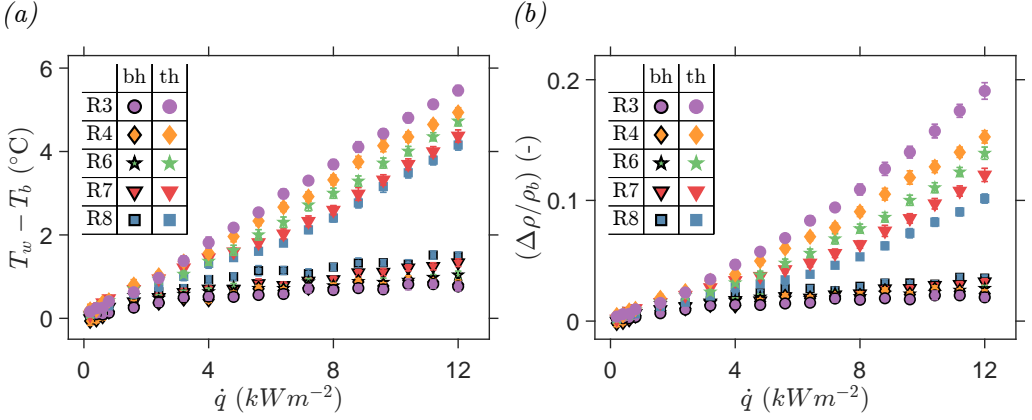 (a)
T_w − T_b (°C)
6
4
2
0
bh th
R3
R4
R6
R7
R8
0 4 8 12
q̇ (kWm⁻²)
(b)
(Δρ/ρ_b) (-)
0.2
0.1
0
bh th
R3
R4
R6
R7
R8
0 4 8 12
q̇ (kWm⁻²)